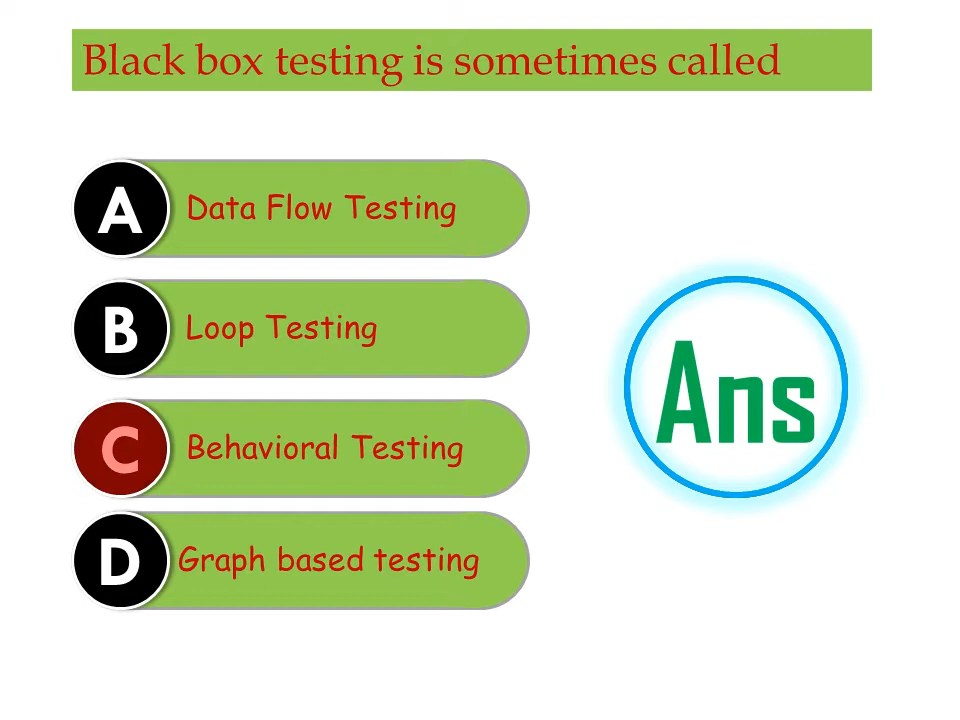 Black box testing is sometimes called
A Data Flow Testing
B Loop Testing
C Behavioral Testing
D Graph based testing
Ans